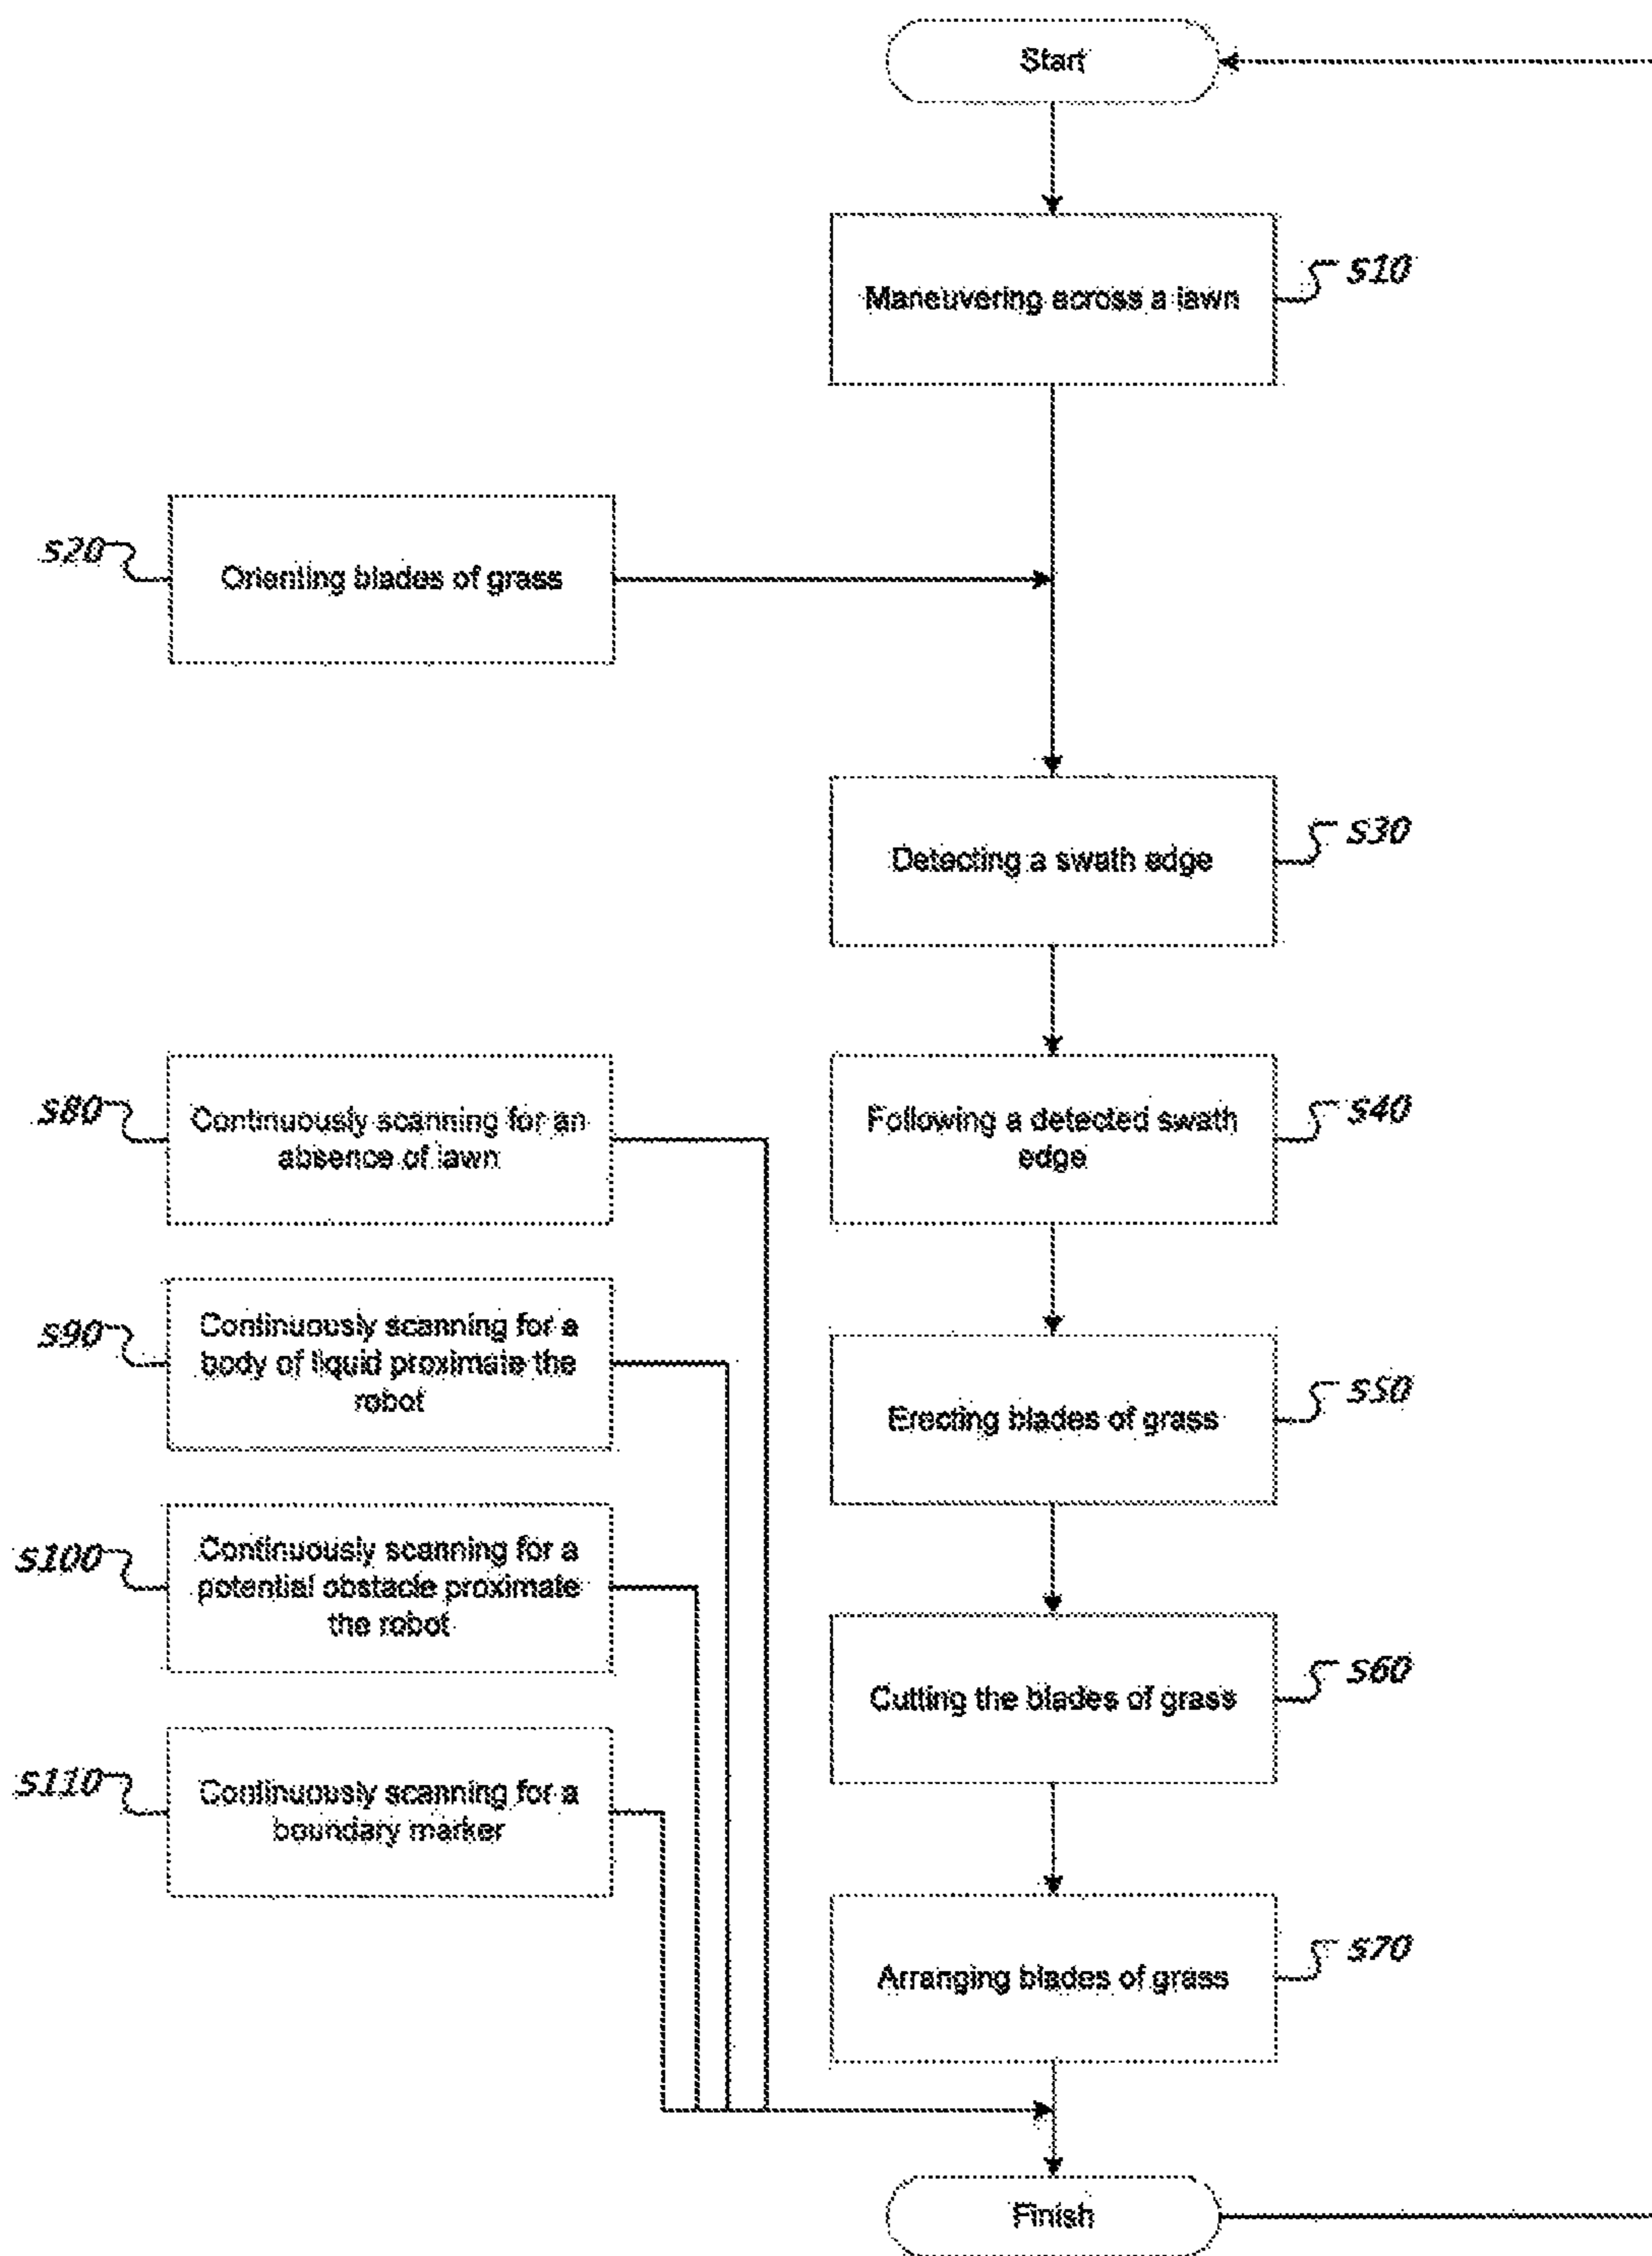 Start
Maneuvering across a lawn
S10
S20
Orienting blades of grass
Detecting a swath edge
S30
S80
Continuously scanning for an
absence of lawn
Following a detected swath
edge
S40
S90
Continuously scanning for a
body of liquid proximate the
robot
Erecting blades of grass
S50
S100
Continuously scanning for a
potential obstacle proximate
the robot
Cutting the blades of grass
S60
S110
Continuously scanning for a
boundary marker
Arranging blades of grass
S70
Finish